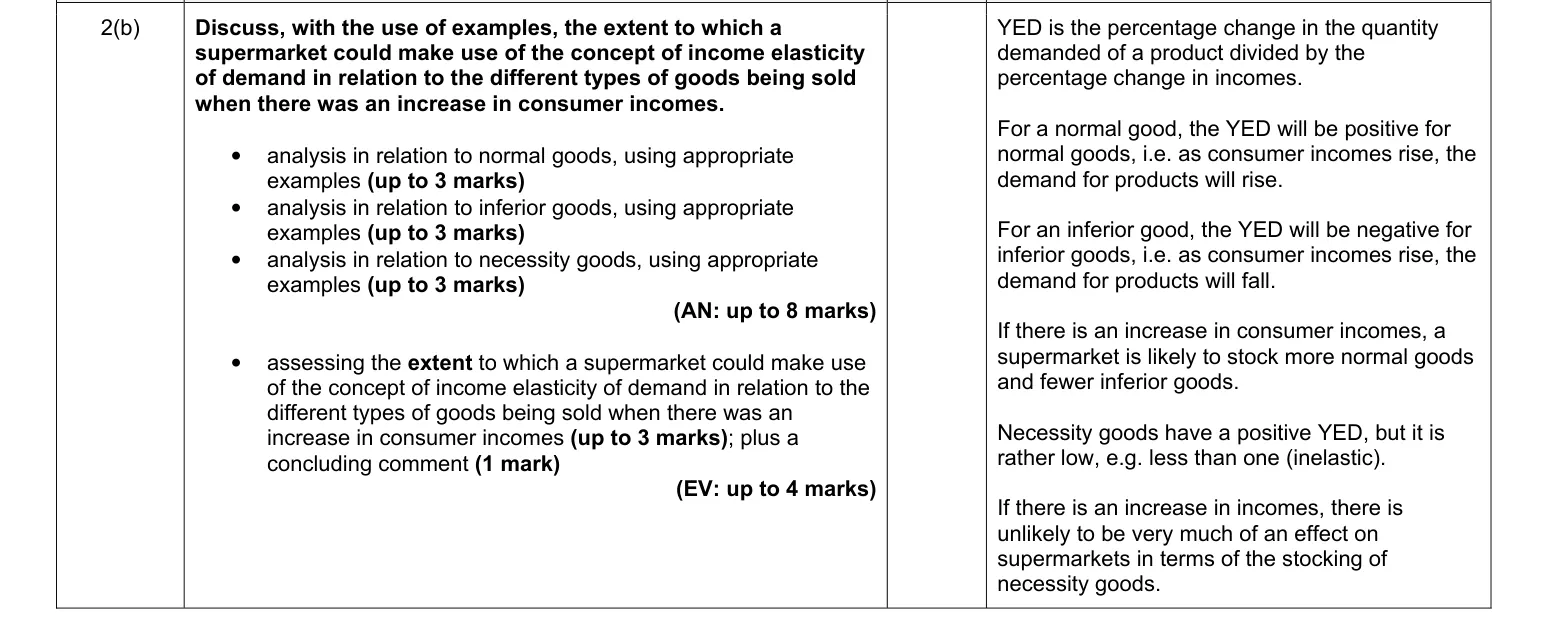 2(b)
Discuss, with the use of examples, the extent to which a
supermarket could make use of the concept of income elasticity
of demand in relation to the different types of goods being sold
when there was an increase in consumer incomes.
• analysis in relation to normal goods, using appropriate
examples (up to 3 marks)
• analysis in relation to inferior goods, using appropriate
examples (up to 3 marks)
• analysis in relation to necessity goods, using appropriate
examples (up to 3 marks)
(AN: up to 8 marks)
• assessing the extent to which a supermarket could make use
of the concept of income elasticity of demand in relation to the
different types of goods being sold when there was an
increase in consumer incomes (up to 3 marks); plus a
concluding comment (1 mark)
(EV: up to 4 marks)
YED is the percentage change in the quantity
demanded of a product divided by the
percentage change in incomes.
For a normal good, the YED will be positive for
normal goods, i.e. as consumer incomes rise, the
demand for products will rise.
For an inferior good, the YED will be negative for
inferior goods, i.e. as consumer incomes rise, the
demand for products will fall.
If there is an increase in consumer incomes, a
supermarket is likely to stock more normal goods
and fewer inferior goods.
Necessity goods have a positive YED, but it is
rather low, e.g. less than one (inelastic).
If there is an increase in incomes, there is
unlikely to be very much of an effect on
supermarkets in terms of the stocking of
necessity goods.